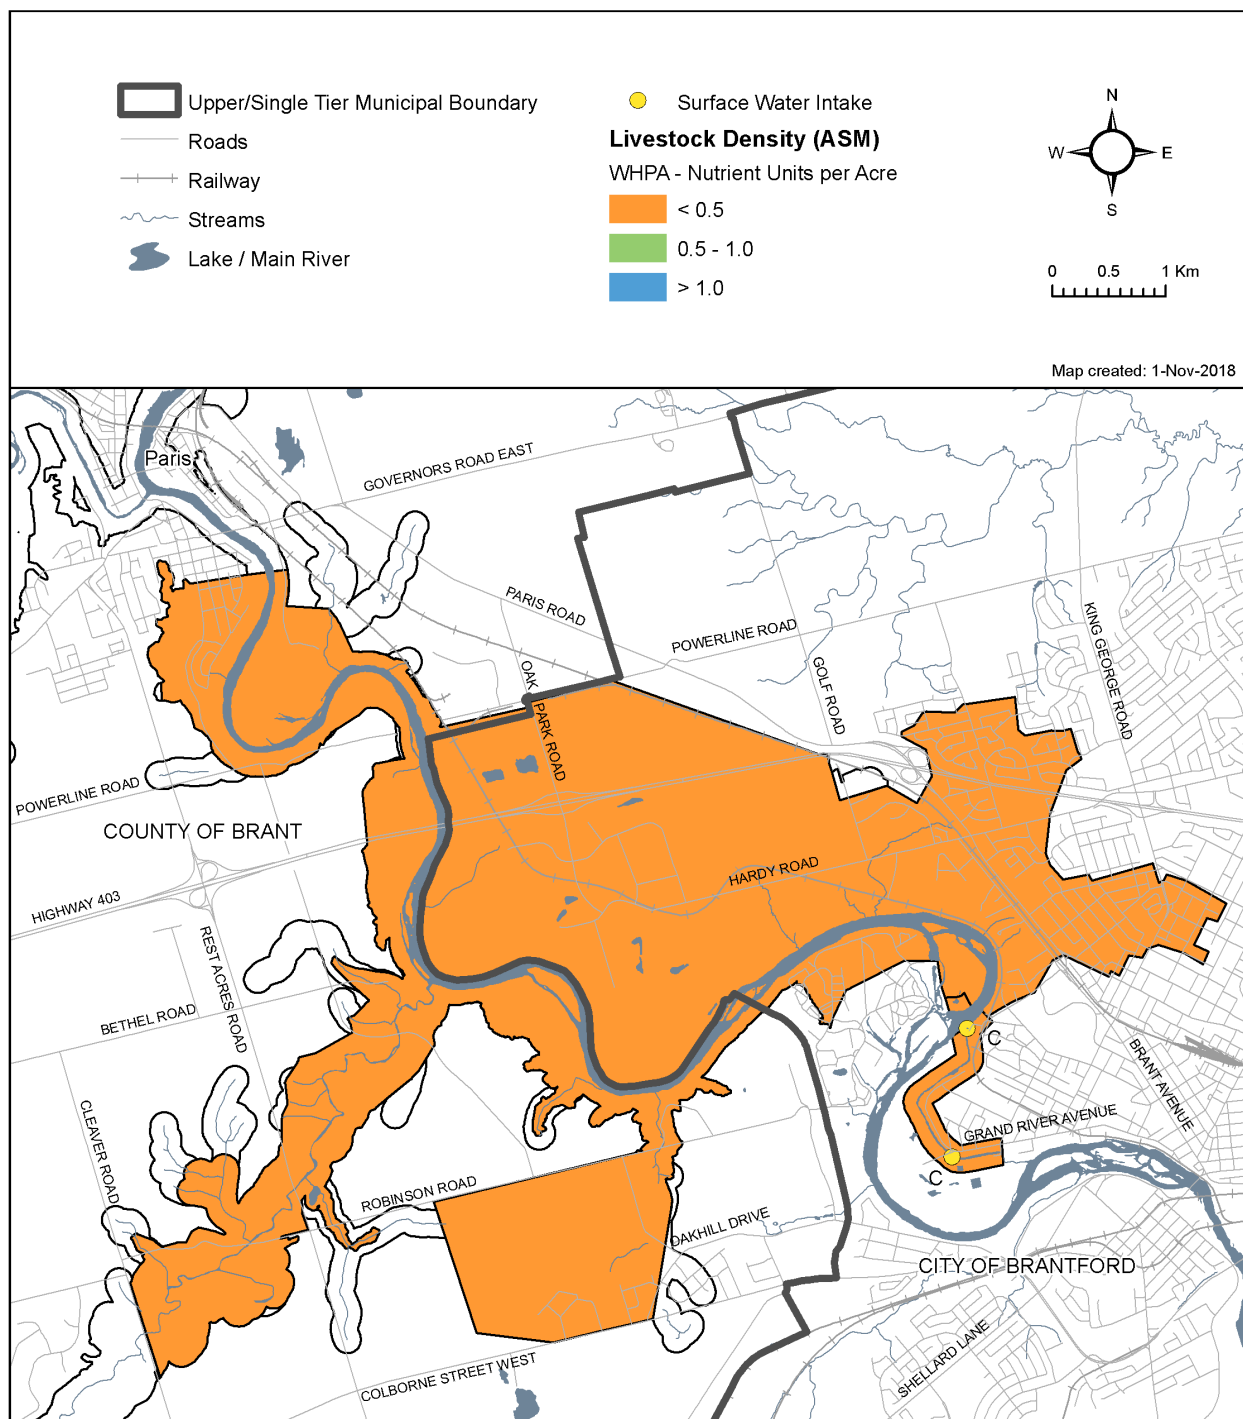 Upper/Single Tier Municipal Boundary
Roads
Railway
Streams
Lake / Main River
Surface Water Intake
Livestock Density (ASM)
WHPA - Nutrient Units per Acre
< 0.5
0.5 - 1.0
> 1.0
N
W E
S
0 0.5 1 Km
Map created: 1-Nov-2018
Paris
GOVERNORS ROAD EAST
PARIS ROAD
POWERLINE ROAD
KING GEORGE ROAD
GOLF ROAD
OAK PARK ROAD
POWERLINE ROAD
COUNTY OF BRANT
HIGHWAY 403
HARDY ROAD
REST ACRES ROAD
BETHEL ROAD
C
BRANT AVENUE
CLEAVER ROAD
GRAND RIVER AVENUE
C
ROBINSON ROAD
OAKHILL DRIVE
CITY OF BRANTFORD
SHELLARD LANE
COLBORNE STREET WEST